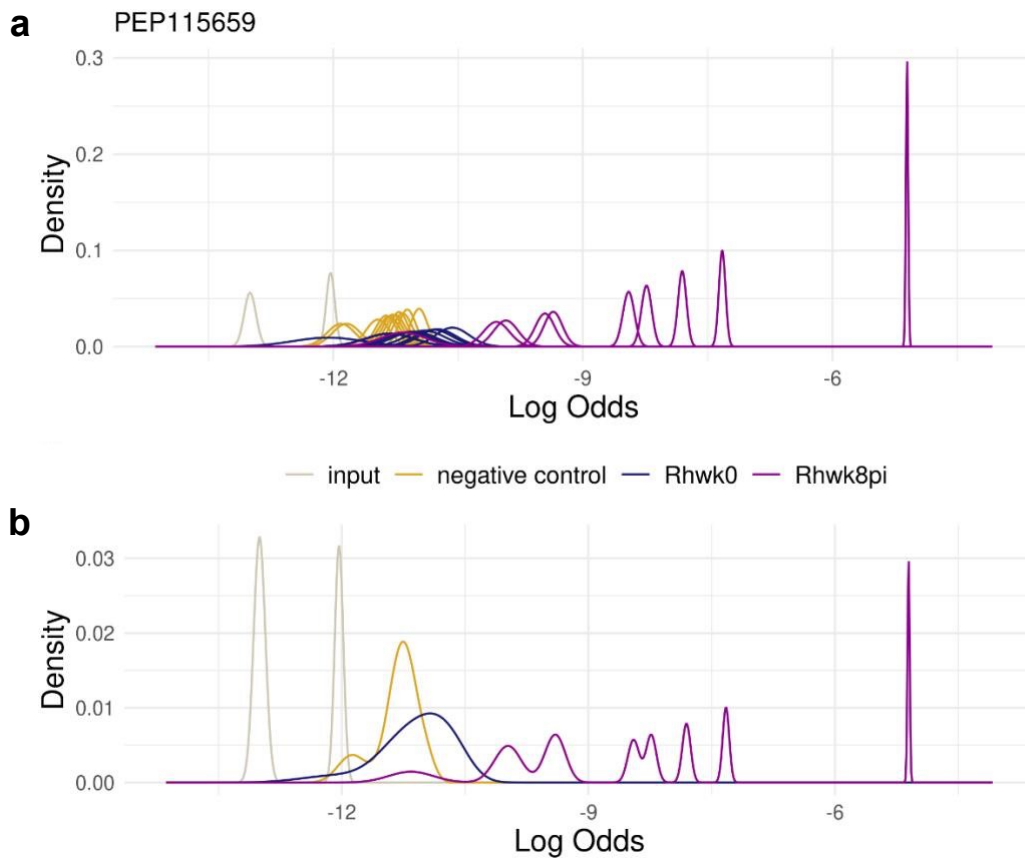 a
PEP115659
0.3
0.2
0.1
0.0
Density
-12 -9 -6
Log Odds
input negative control Rhwk0 Rhwk8pi
b
0.03
0.02
0.01
0.00
Density
-12 -9 -6
Log Odds